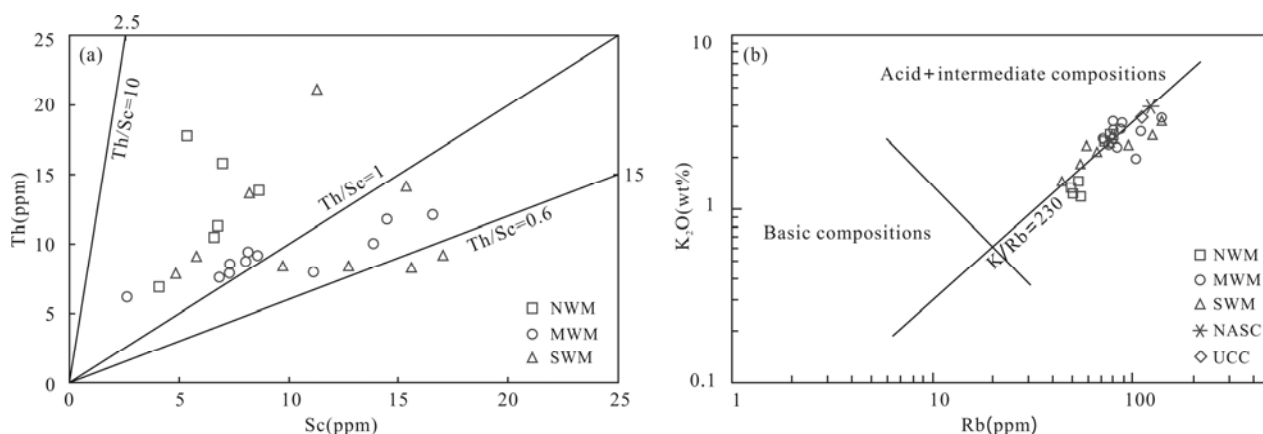 2.5
25
(a)
20
15
10
5
0
Th(ppm)
Th/Sc=10
Th/Sc=1
Th/Sc=0.6
15
NWM
MWM
SWM
0
5
10
15
20
25
Sc(ppm)
10
(b)
Acid+intermediate compositions
K₂O(wt%)
1
Basic compositions
K/Rb=230
NWM
MWM
SWM
NASC
UCC
0.1
1
10
100
Rb(ppm)